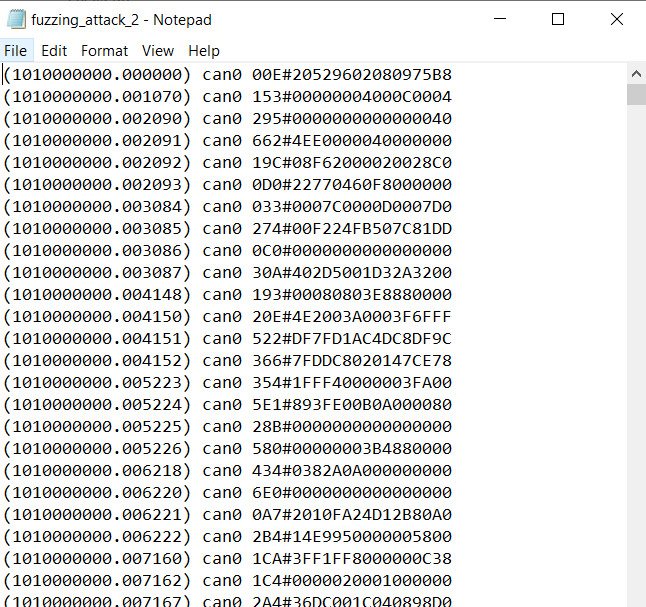 fuzzing_attack_2 - Notepad
File Edit Format View Help
(1010000000.000000) can0 00E#20529602080975B8
(1010000000.001070) can0 153#00000004000C0004
(1010000000.002090) can0 295#0000000000000040
(1010000000.002091) can0 662#4EE0000040000000
(1010000000.002092) can0 19C#08F62000020028C0
(1010000000.002093) can0 0D0#22770460F8000000
(1010000000.003084) can0 033#0007C0000D0007D0
(1010000000.003085) can0 274#00F224FB507C81DD
(1010000000.003086) can0 0C0#0000000000000000
(1010000000.003087) can0 30A#402D5001D32A3200
(1010000000.004148) can0 193#00080803E8880000
(1010000000.004150) can0 20E#4E2003A0003F6FFF
(1010000000.004151) can0 522#DF7FD1AC4DC8DF9C
(1010000000.004152) can0 366#7FDDC8020147CE78
(1010000000.005223) can0 354#1FFF40000003FA00
(1010000000.005224) can0 5E1#893FE00B0A000080
(1010000000.005225) can0 28B#0000000000000000
(1010000000.005226) can0 580#00000003B4880000
(1010000000.006218) can0 434#0382A0A000000000
(1010000000.006220) can0 6E0#0000000000000000
(1010000000.006221) can0 0A7#2010FA24D12B80A0
(1010000000.006222) can0 2B4#14E9950000005800
(1010000000.007160) can0 1CA#3FF1FF8000000C38
(1010000000.007162) can0 1C4#0000020001000000
(1010000000.007167) can0 2A4#36DC001C040898D0